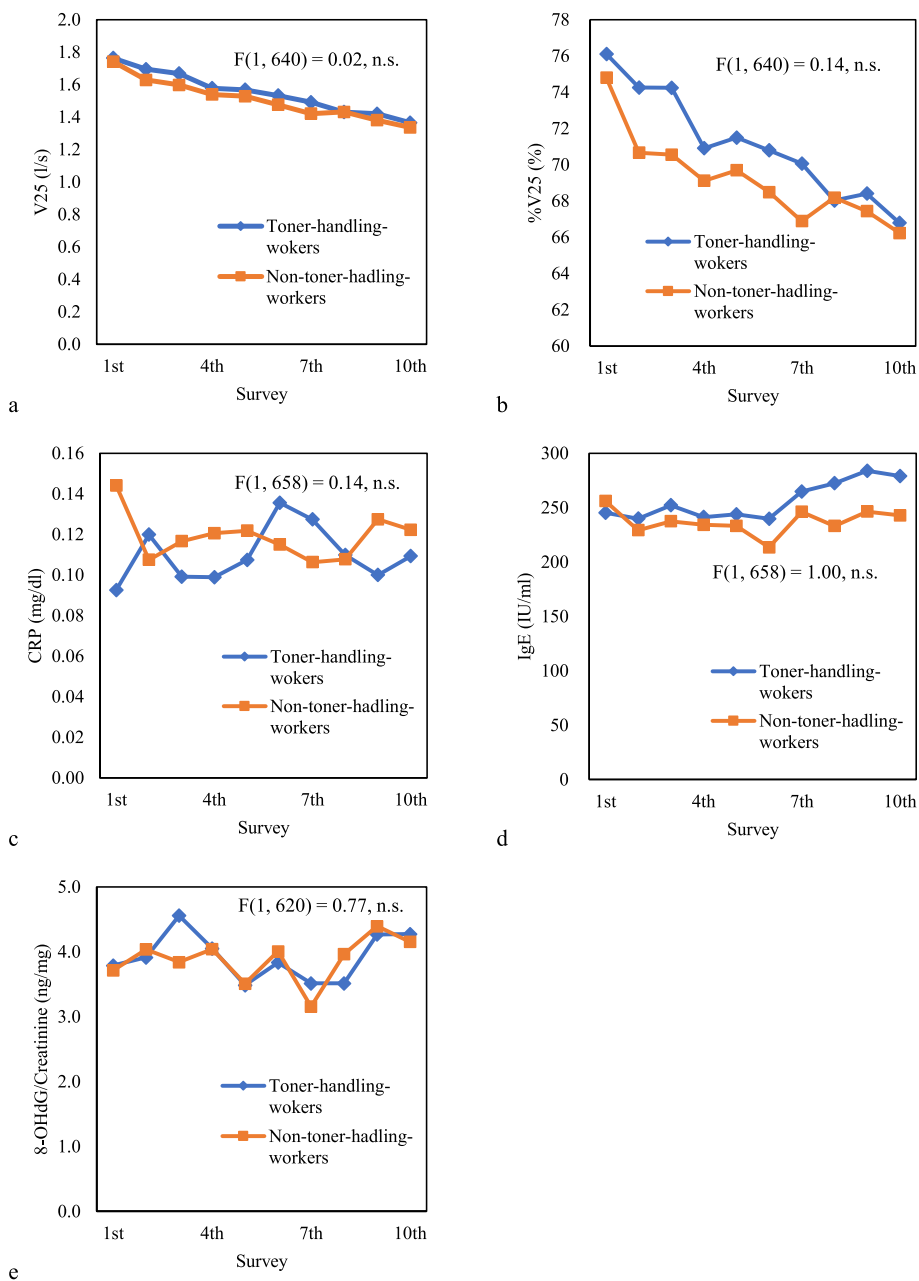 2.0
1.8
1.6
1.4
1.2
1.0
0.8
0.6
0.4
0.2
0.0
V25 (l/s)
F(1, 640) = 0.02, n.s.
Toner-handling-
wokers
Non-toner-hadling-
workers
1st 4th 7th 10th
Survey
a
78
76
74
72
70
68
66
64
62
60
%V25 (%)
F(1, 640) = 0.14, n.s.
Toner-handling-
wokers
Non-toner-hadling-
workers
1st 4th 7th 10th
Survey
b
0.16
0.14
0.12
0.10
0.08
0.06
0.04
0.02
0.00
CRP (mg/dl)
F(1, 658) = 0.14, n.s.
Toner-handling-
wokers
Non-toner-hadling-
workers
1st 4th 7th 10th
Survey
c
300
250
200
150
100
50
0
IgE (IU/ml)
F(1, 658) = 1.00, n.s.
Toner-handling-
wokers
Non-toner-hadling-
workers
1st 4th 7th 10th
Survey
d
5.0
4.0
3.0
2.0
1.0
0.0
8-OHdG/Creatinine (ng/mg)
F(1, 620) = 0.77, n.s.
Toner-handling-
wokers
Non-toner-hadling-
workers
1st 4th 7th 10th
Survey
e